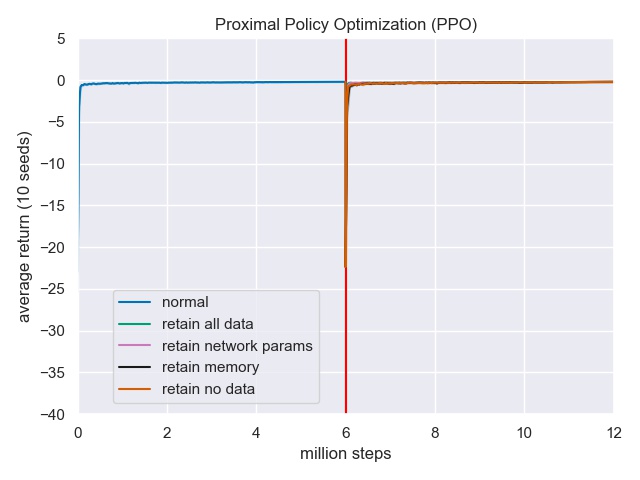 Proximal Policy Optimization (PPO)
average return (10 seeds)
5
0
−5
−10
−15
−20
−25
−30
−35
−40
normal
retain all data
retain network params
retain memory
retain no data
0 2 4 6 8 10 12
million steps